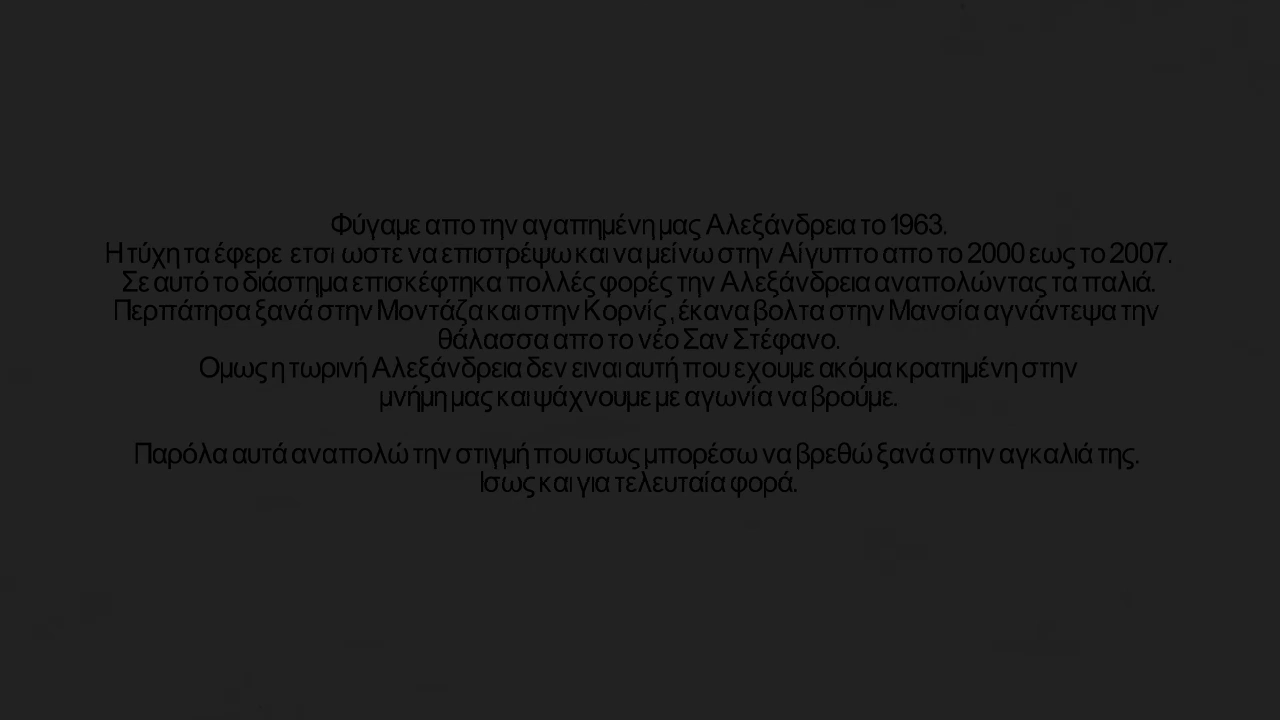 Φύγαμε απο την αγαπημένη μας Αλεξάνδρεια το 1963.
Η τύχη τα έφερε ετσι ωστε να επιστρέψω και να μείνω στην Αίγυπτο απο το 2000 εως το 2007.
Σε αυτό το διάστημα επισκέφτηκα πολλές φορές την Αλεξάνδρεια αναπολώντας τα παλιά.
Περπάτησα ξανά στην Μοντάζα και στην Κορνίς , έκανα βολτα στην Μανσία αγνάντεψα την
θάλασσα απο το νέο Σαν Στέφανο.
Ομως η τωρινή Αλεξάνδρεια δεν ειναι αυτή που εχουμε ακόμα κρατημένη στην
μνήμη μας και ψάχνουμε με αγωνία να βρούμε.
Παρόλα αυτά αναπολώ την στιγμή που ισως μπορέσω να βρεθώ ξανά στην αγκαλιά της.
Ισως και για τελευταία φορά.